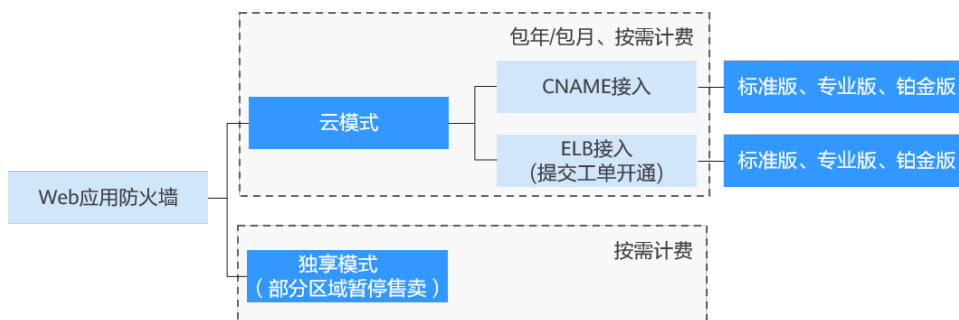 包年/包月、按需计费
CNAME接入
标准版、专业版、铂金版
云模式
ELB接入
(提交工单开通)
标准版、专业版、铂金版
Web应用防火墙
按需计费
独享模式
（部分区域暂停售卖）